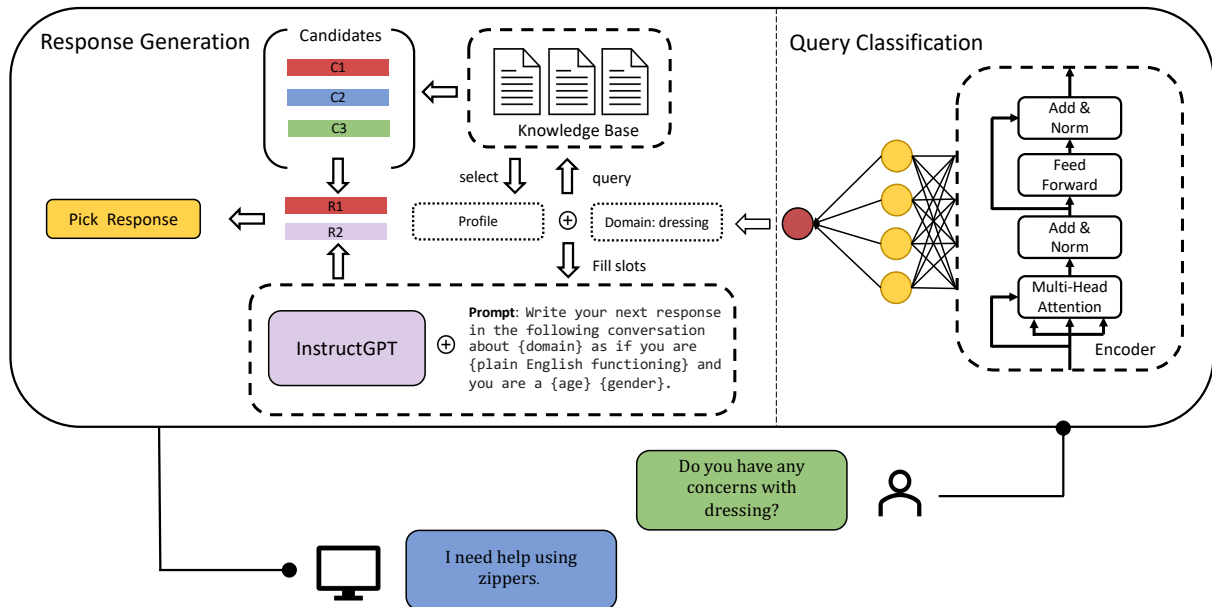 Response Generation
Candidates
C1
C2
C3
Knowledge Base
select
query
Pick Response
R1
R2
Profile
Domain: dressing
Fill slots
InstructGPT
Prompt: Write your next response
in the following conversation
about {domain} as if you are
{plain English functioning} and
you are a {age} {gender}.
Query Classification
Add &
Norm
Feed
Forward
Add &
Norm
Multi-Head
Attention
Encoder
Do you have any
concerns with
dressing?
I need help using
zippers.